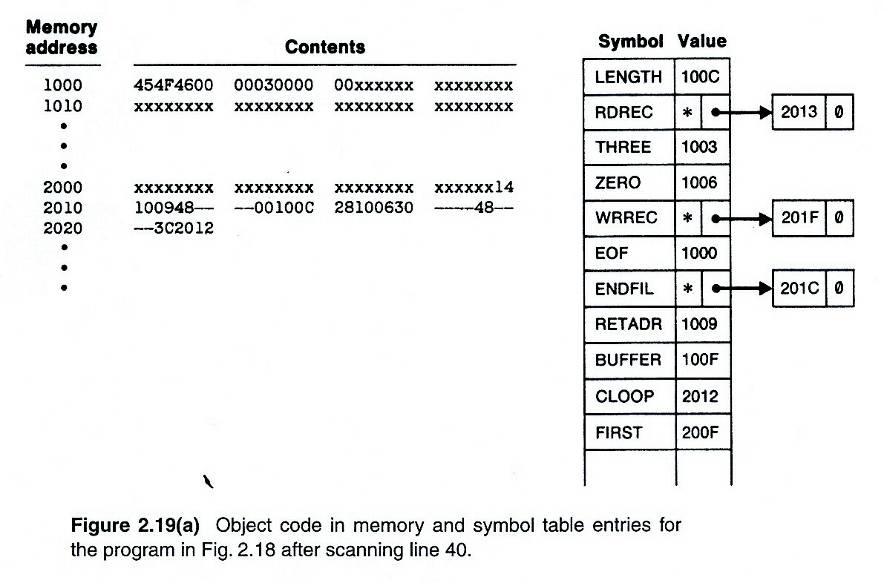 Memory
address Contents
1000 454F4600 00030000 00xxxxxx xxxxxxxx
1010 xxxxxxxx xxxxxxxx xxxxxxxx xxxxxxxx
•
•
•
2000 xxxxxxxx xxxxxxxx xxxxxxxx xxxxxx14
2010 100948-- --00100C 28100630 ----48--
2020 --3C2012
•
•
•
Symbol Value
LENGTH 100C
RDREC * 2013 0
THREE 1003
ZERO 1006
WRREC * 201F 0
EOF 1000
ENDFIL * 201C 0
RETADR 1009
BUFFER 100F
CLOOP 2012
FIRST 200F
Figure 2.19(a) Object code in memory and symbol table entries for
the program in Fig. 2.18 after scanning line 40.